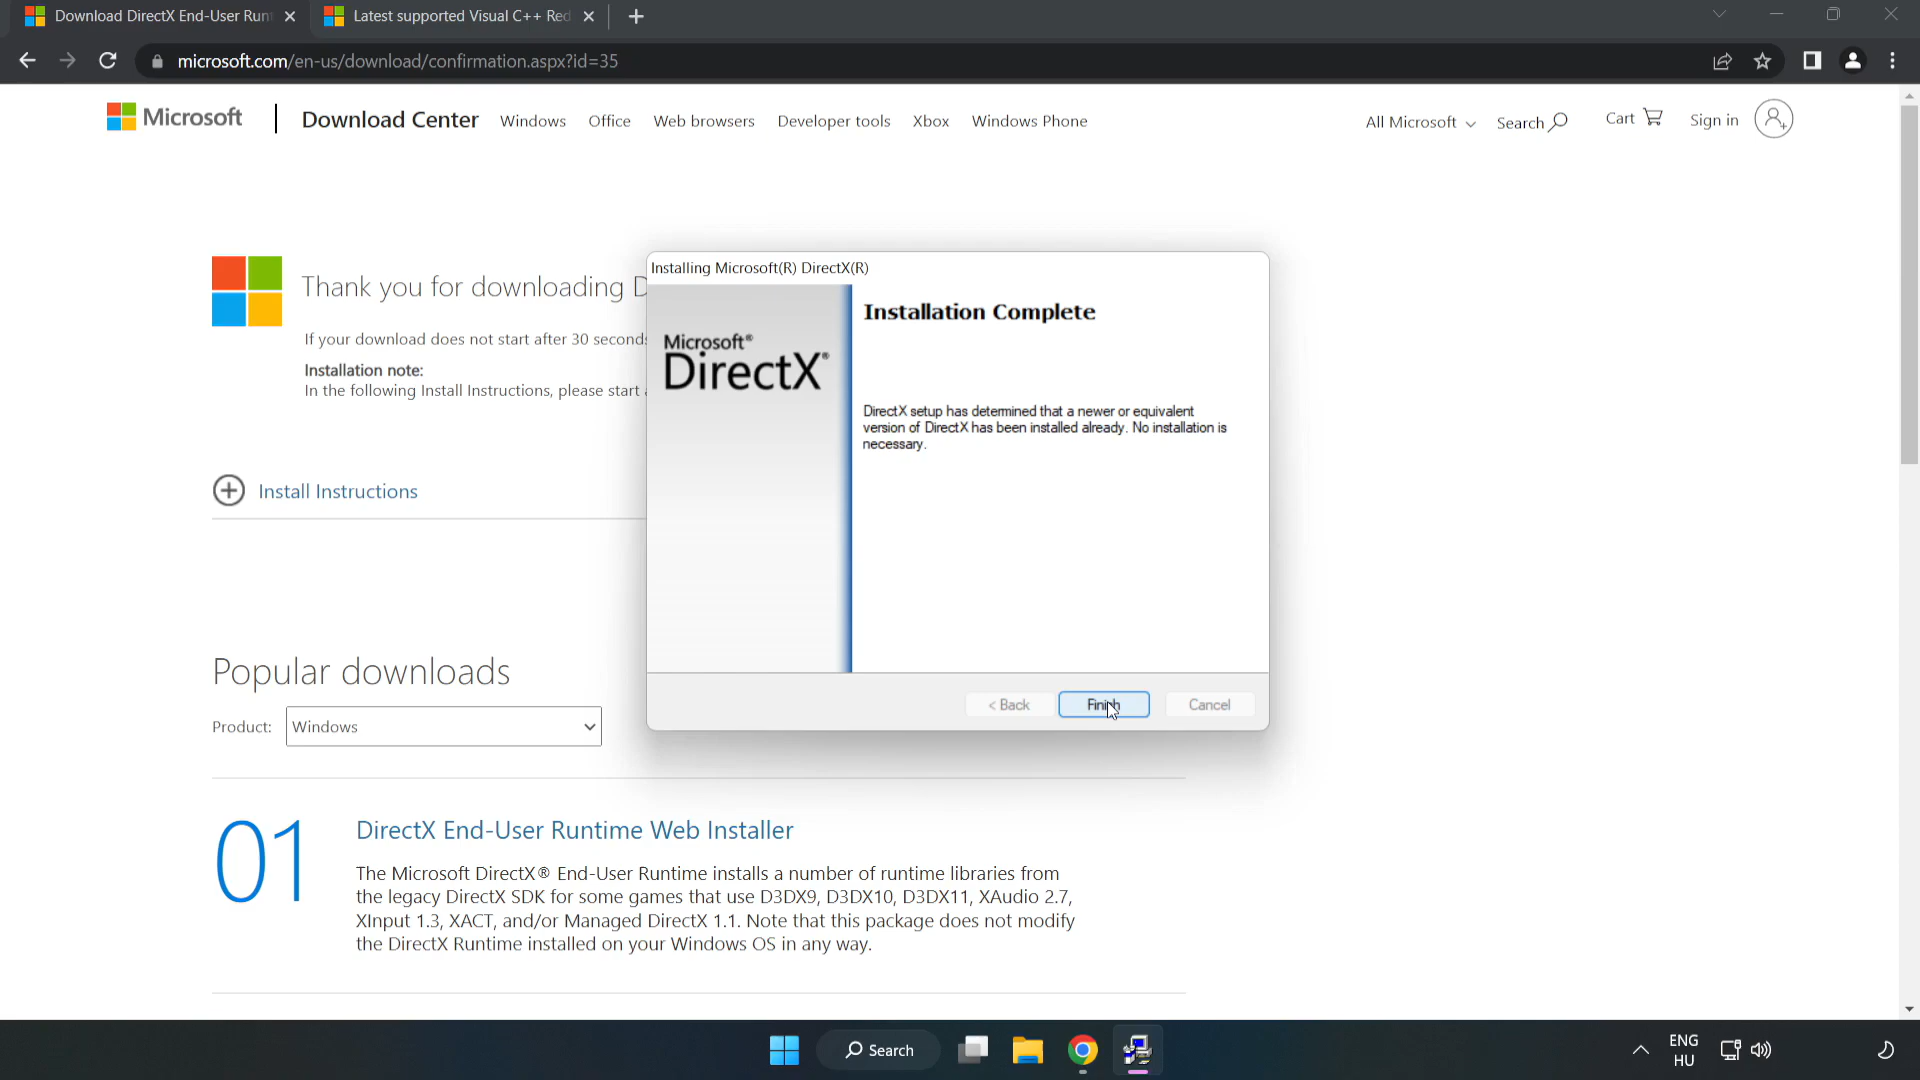 Download DirectX End-User Run
Latest supported Visual C++ Red
microsoft.com/en-us/download/confirmation.aspx?id=35
Microsoft
Download Center
Windows
Office
Web browsers
Developer tools
Xbox
Windows Phone
All Microsoft
Search
Cart
Sign in
Thank you for downloading D
If your download does not start after 30 seconds
Installation note:
In the following Install Instructions, please start a
Install Instructions
Installing Microsoft(R) DirectX(R)
Microsoft®
DirectX®
Installation Complete
DirectX setup has determined that a newer or equivalent
version of DirectX has been installed already. No installation is
necessary.
< Back
Finish
Cancel
Popular downloads
Product:
Windows
01
DirectX End-User Runtime Web Installer
The Microsoft DirectX® End-User Runtime installs a number of runtime libraries from
the legacy DirectX SDK for some games that use D3DX9, D3DX10, D3DX11, XAudio 2.7,
XInput 1.3, XACT, and/or Managed DirectX 1.1. Note that this package does not modify
the DirectX Runtime installed on your Windows OS in any way.
Search
ENG
HU